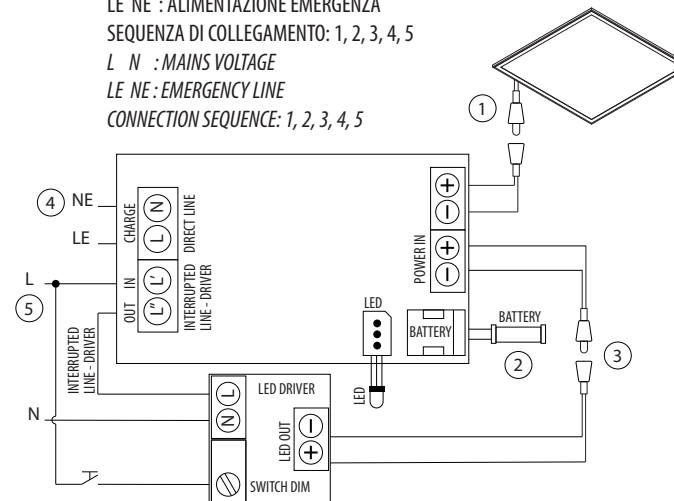 LE NE : ALIMENTAZIONE EMERGENZA
SEQUENZA DI COLLEGAMENTO: 1, 2, 3, 4, 5
L N : MAINS VOLTAGE
LE NE : EMERGENCY LINE
CONNECTION SEQUENCE: 1, 2, 3, 4, 5
1
4 NE
LE
L
5
N
CHARGE
N
L
DIRECT LINE
OUT IN
L'
L"
INTERRUPTED
LINE - DRIVER
INTERRUPTED
LINE - DRIVER
+
−
POWER IN
+
−
LED
LED
BATTERY
BATTERY
2
3
LED DRIVER
L
N
LED OUT
−
+
SWITCH DIM